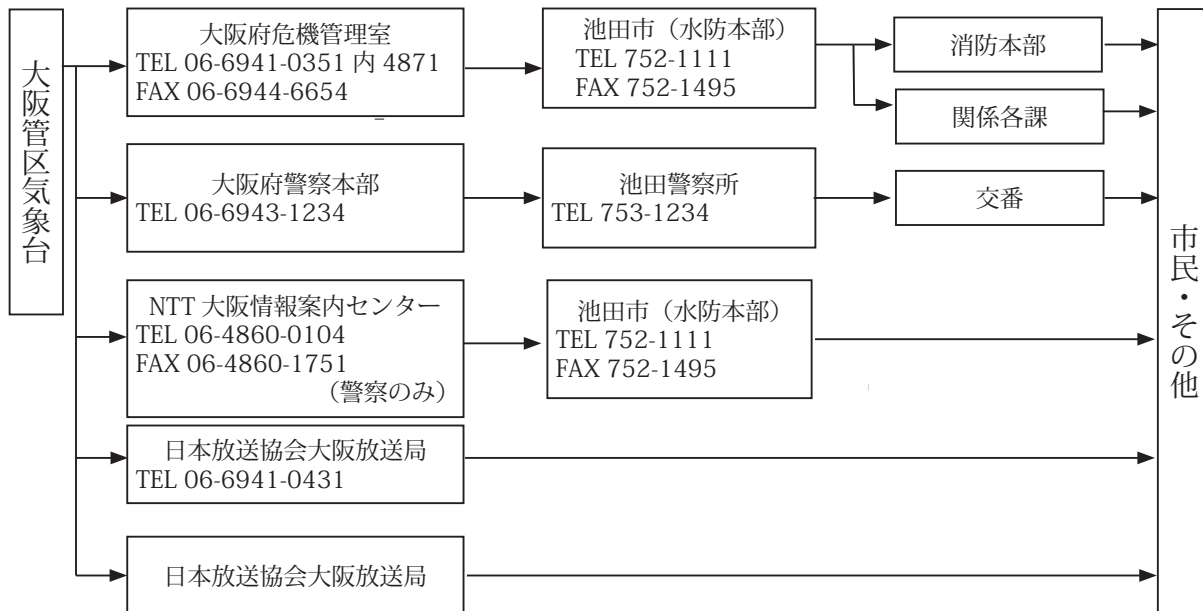 大阪管区気象台
大阪府危機管理室
TEL 06-6941-0351 内 4871
FAX 06-6944-6654
池田市（水防本部）
TEL 752-1111
FAX 752-1495
消防本部
関係各課
大阪府警察本部
TEL 06-6943-1234
池田警察所
TEL 753-1234
交番
NTT 大阪情報案内センター
TEL 06-4860-0104
FAX 06-4860-1751
（警察のみ）
池田市（水防本部）
TEL 752-1111
FAX 752-1495
日本放送協会大阪放送局
TEL 06-6941-0431
日本放送協会大阪放送局
市民・その他